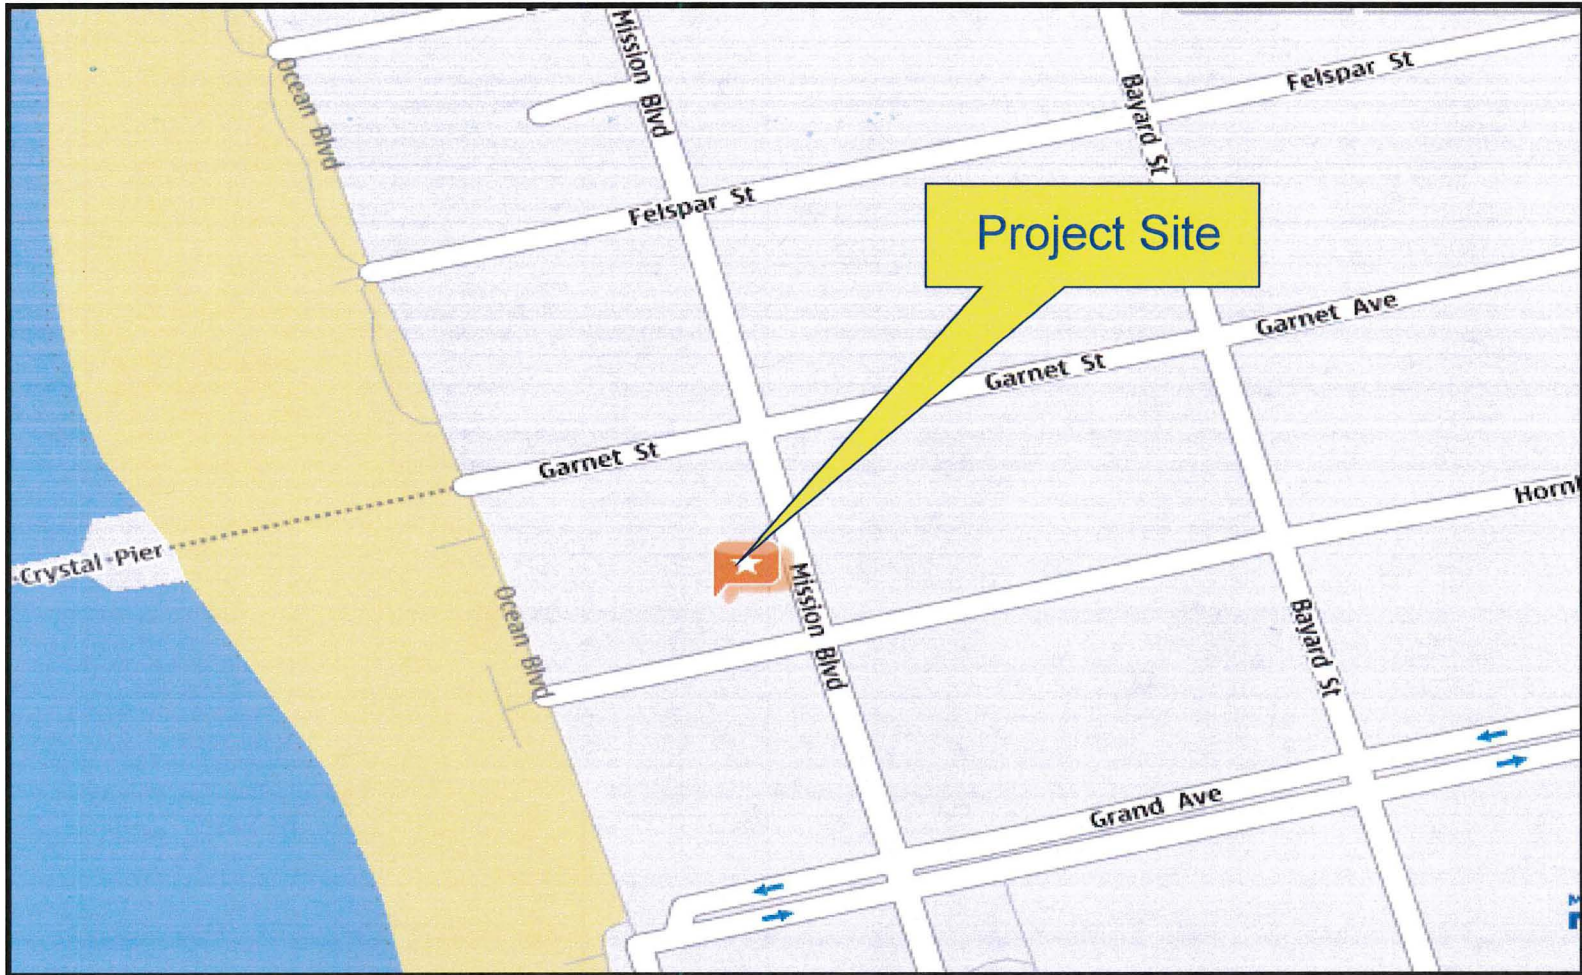 Mission Blvd
Ocean Blvd
Felspar St
Bayard St
Felspar St
Project Site
Garnet Ave
Garnet St
Garnet St
Crystal Pier
Mission Blvd
Ocean Blvd
Bayard St
Grand Ave